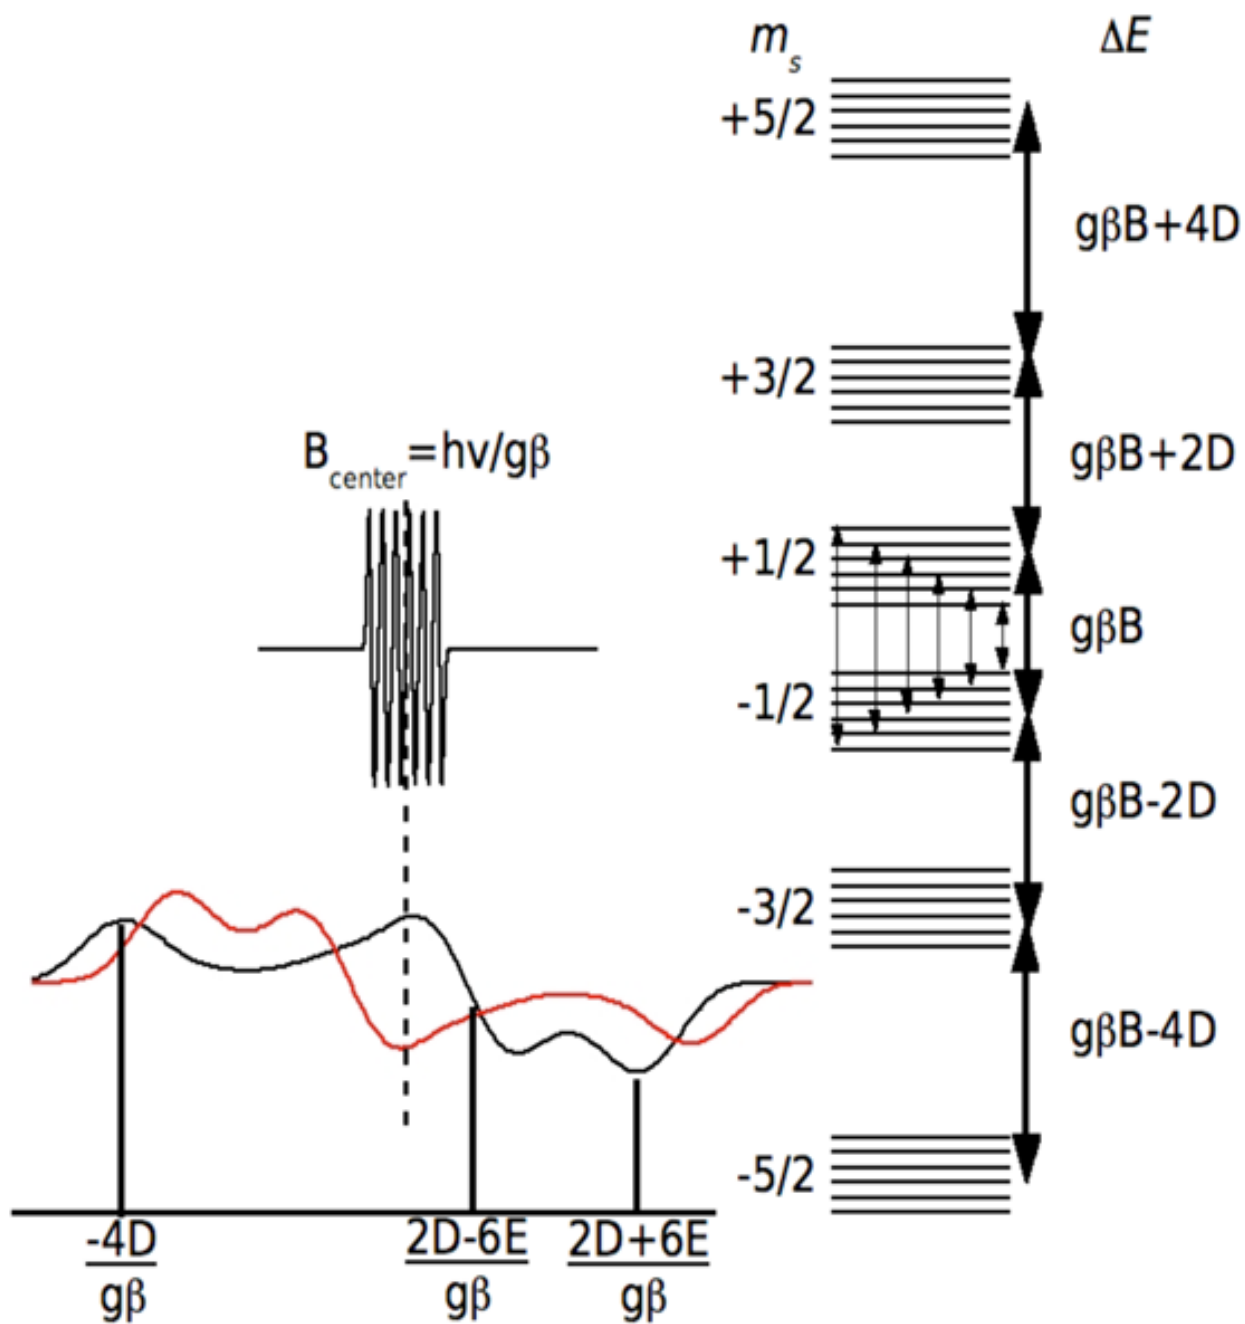 m_s
ΔE
+5/2
gβB+4D
+3/2
gβB+2D
B_center=hν/gβ
+1/2
gβB
-1/2
gβB-2D
-3/2
gβB-4D
-5/2
-4D
gβ
2D-6E
gβ
2D+6E
gβ